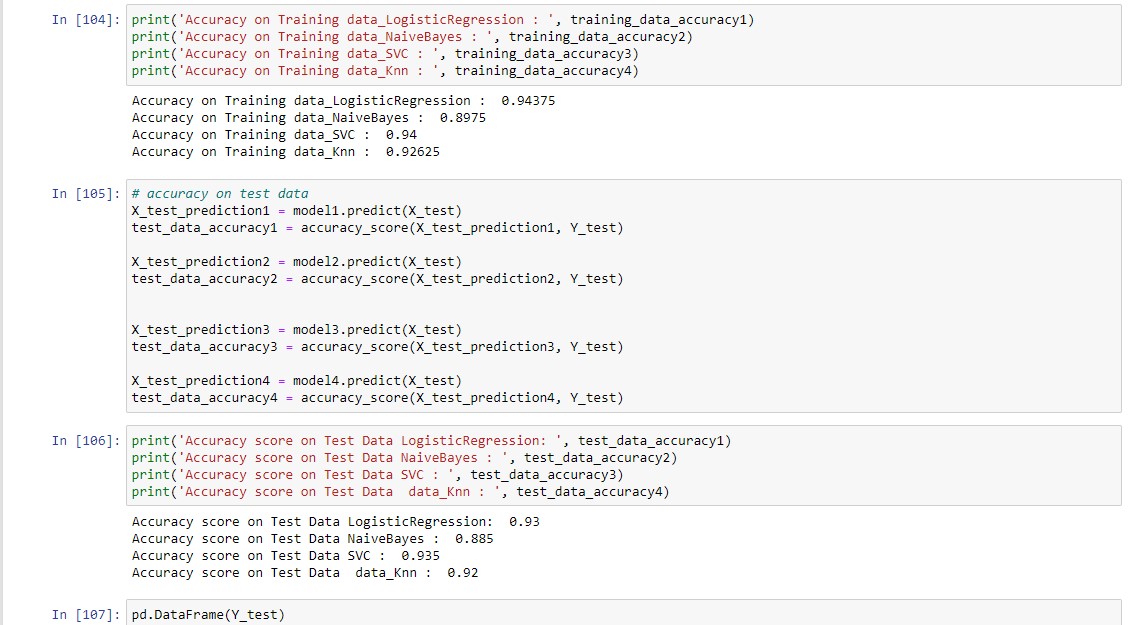 In [104]: print('Accuracy on Training data_LogisticRegression : ', training_data_accuracy1)
print('Accuracy on Training data_NaiveBayes : ', training_data_accuracy2)
print('Accuracy on Training data_SVC : ', training_data_accuracy3)
print('Accuracy on Training data_Knn : ', training_data_accuracy4)
Accuracy on Training data_LogisticRegression :  0.94375
Accuracy on Training data_NaiveBayes :  0.8975
Accuracy on Training data_SVC :  0.94
Accuracy on Training data_Knn :  0.92625
In [105]: # accuracy on test data
X_test_prediction1 = model1.predict(X_test)
test_data_accuracy1 = accuracy_score(X_test_prediction1, Y_test)
X_test_prediction2 = model2.predict(X_test)
test_data_accuracy2 = accuracy_score(X_test_prediction2, Y_test)
X_test_prediction3 = model3.predict(X_test)
test_data_accuracy3 = accuracy_score(X_test_prediction3, Y_test)
X_test_prediction4 = model4.predict(X_test)
test_data_accuracy4 = accuracy_score(X_test_prediction4, Y_test)
In [106]: print('Accuracy score on Test Data LogisticRegression: ', test_data_accuracy1)
print('Accuracy score on Test Data NaiveBayes : ', test_data_accuracy2)
print('Accuracy score on Test Data SVC : ', test_data_accuracy3)
print('Accuracy score on Test Data  data_Knn : ', test_data_accuracy4)
Accuracy score on Test Data LogisticRegression:  0.93
Accuracy score on Test Data NaiveBayes :  0.885
Accuracy score on Test Data SVC :  0.935
Accuracy score on Test Data  data_Knn :  0.92
In [107]: pd.DataFrame(Y_test)